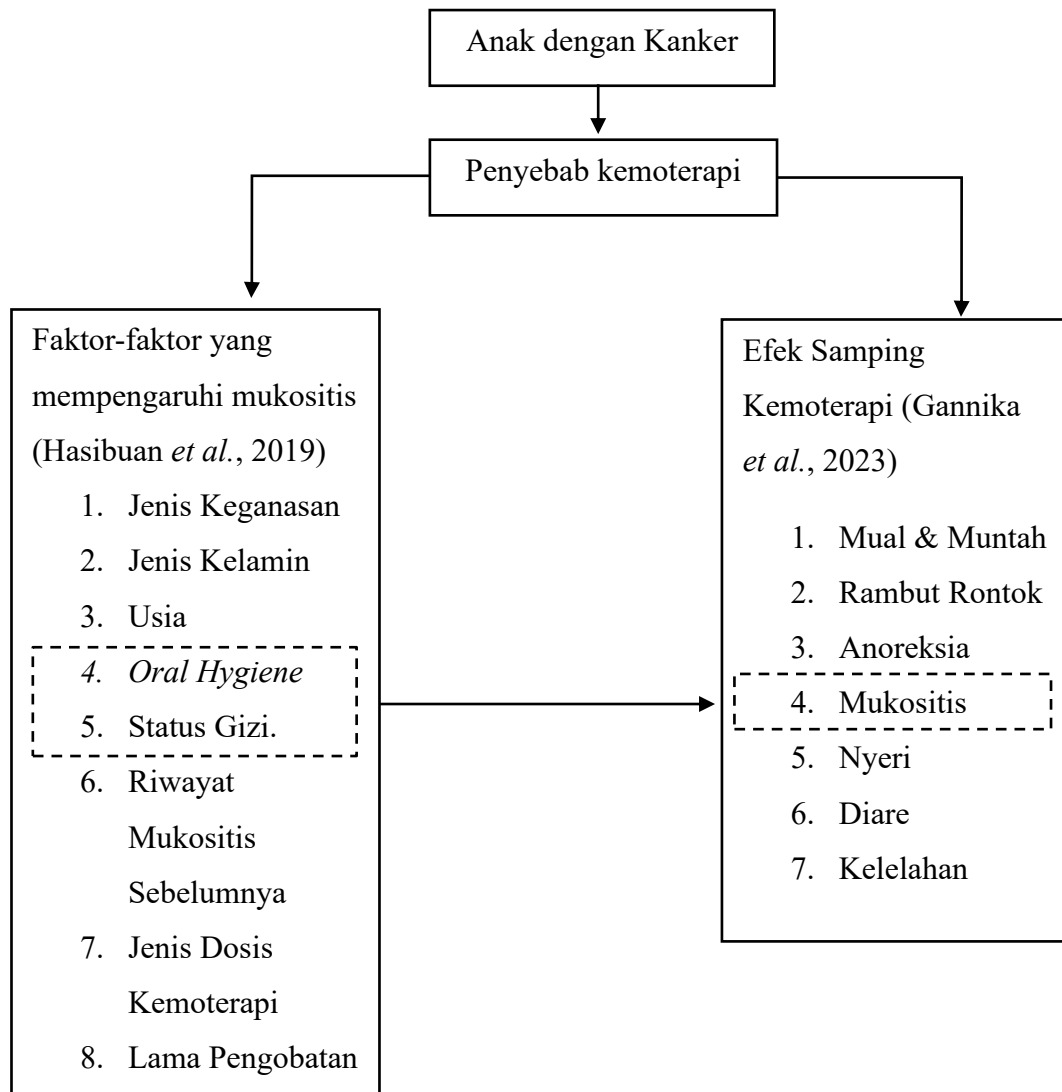 Anak dengan Kanker
Penyebab kemoterapi
Faktor-faktor yang
mempengaruhi mukositis
(Hasibuan et al., 2019)
1. Jenis Keganasan
2. Jenis Kelamin
3. Usia
4. Oral Hygiene
5. Status Gizi.
6. Riwayat
Mukositis
Sebelumnya
7. Jenis Dosis
Kemoterapi
8. Lama Pengobatan
Efek Samping
Kemoterapi (Gannika
et al., 2023)
1. Mual & Muntah
2. Rambut Rontok
3. Anoreksia
4. Mukositis
5. Nyeri
6. Diare
7. Kelelahan